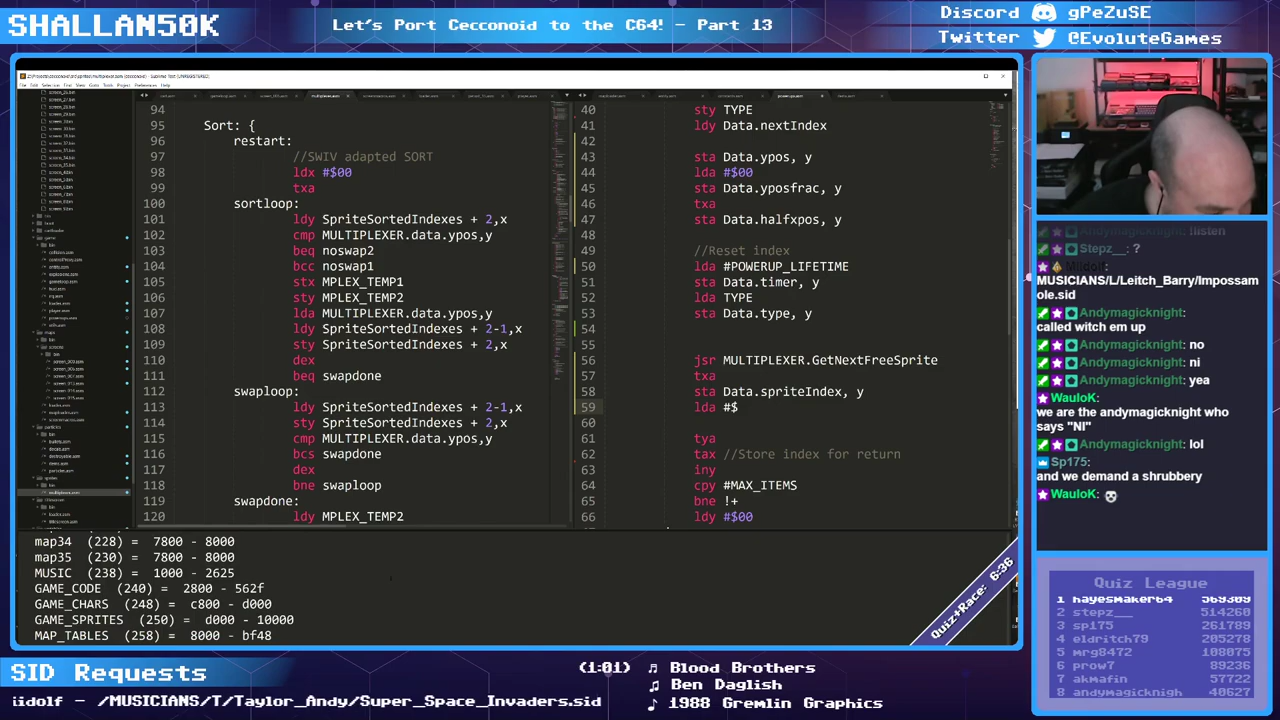 SHALLAN50K
Let's Port Cecconoid to the C64! - Part 13
Discord gPeZuSE
Twitter @EvoluteGames
94
95 Sort: {
96 restart:
97 //SWIV adapted SORT
98 ldx #$00
99 txa
100 sortloop:
101 ldy SpriteSortedIndexes + 2,x
102 cmp MULTIPLEXER.data.ypos,y
103 beq noswap2
104 bcc noswap1
105 stx MPLEX_TEMP1
106 sty MPLEX_TEMP2
107 lda MULTIPLEXER.data.ypos,y
108 ldy SpriteSortedIndexes + 2-1,x
109 sty SpriteSortedIndexes + 2,x
110 dex
111 beq swapdone
112 swaploop:
113 ldy SpriteSortedIndexes + 2-1,x
114 sty SpriteSortedIndexes + 2,x
115 cmp MULTIPLEXER.data.ypos,y
116 bcs swapdone
117 dex
118 bne swaploop
119 swapdone:
120 ldy MPLEX_TEMP2
40 sty TYPE
41 ldy Data.nextIndex
42
43 sta Data.ypos, y
44 lda #$00
45 sta Data.yposfrac, y
46 txa
47 sta Data.halfxpos, y
48
49 //Reset index
50 lda #POWERUP_LIFETIME
51 sta Data.timer, y
52 lda TYPE
53 sta Data.type, y
54
55
56 jsr MULTIPLEXER.GetNextFreeSprite
57 txa
58 sta Data.spriteIndex, y
59 lda #$
60
61 tya
62 tax //Store index for return
63 iny
64 cpy #MAX_ITEMS
65 bne !+
66 ldy #$00
map34 (228) = 7800 - 8000
map35 (230) = 7800 - 8000
MUSIC (238) = 1000 - 2625
GAME_CODE (240) = 2800 - 562f
GAME_CHARS (248) = c800 - d000
GAME_SPRITES (250) = d000 - 10000
MAP_TABLES (258) = 8000 - bf48
Quiz+Race: 6:36
!listen
Stepz__: ?
MUSICIANS/L/Leitch_Barry/Impossam
ole.sid
Andymagicknight:
called witch em up
Andymagicknight: no
Andymagicknight: ni
Andymagicknight: yea
WauloK:
we are the andymagicknight who
says "NI"
Andymagicknight: lol
Sp175:
and we demand a shrubbery
WauloK:
Quiz League
1 hayesmaker64 569309
2 stepz__ 514260
3 sp175 261789
4 eldritch79 205278
5 mrg8472 108075
6 prow7 89236
7 akmafin 57722
8 andymagicknigh 40627
SID Requests
iidolf - /MUSICIANS/T/Taylor_Andy/Super_Space_Invaders.sid
(1:01) Blood Brothers
Ben Daglish
1988 Gremlin Graphics